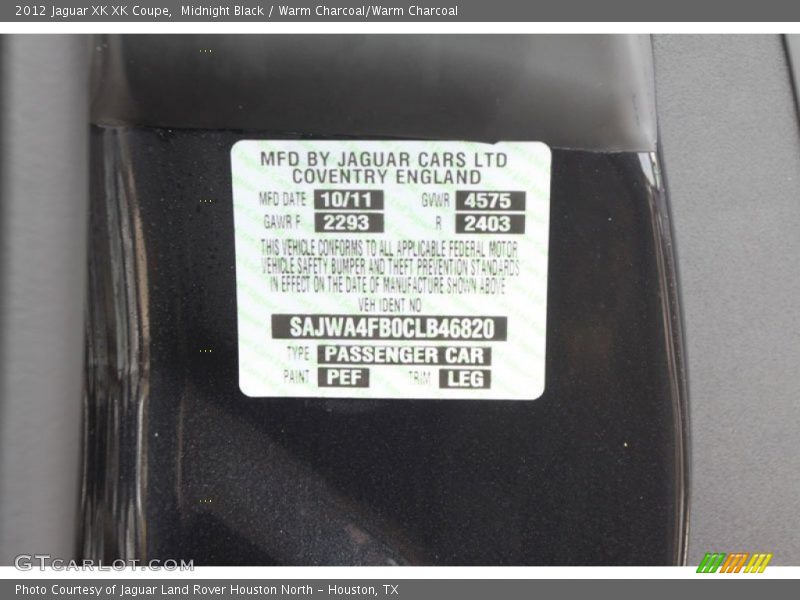 2012 Jaguar XK XK Coupe,  Midnight Black / Warm Charcoal/Warm Charcoal
MFD BY JAGUAR CARS LTD
COVENTRY ENGLAND
MFD DATE 10/11 GVWR 4575
GAWR F 2293 R 2403
THIS VEHICLE CONFORMS TO ALL APPLICABLE FEDERAL MOTOR
VEHICLE SAFETY BUMPER AND THEFT PREVENTION STANDARDS
IN EFFECT ON THE DATE OF MANUFACTURE SHOWN ABOVE
VEH IDENT NO
SAJWA4FB0CLB46820
TYPE PASSENGER CAR
PAINT PEF TRIM LEG
GTCarLot.com
Photo Courtesy of Jaguar Land Rover Houston North - Houston, TX